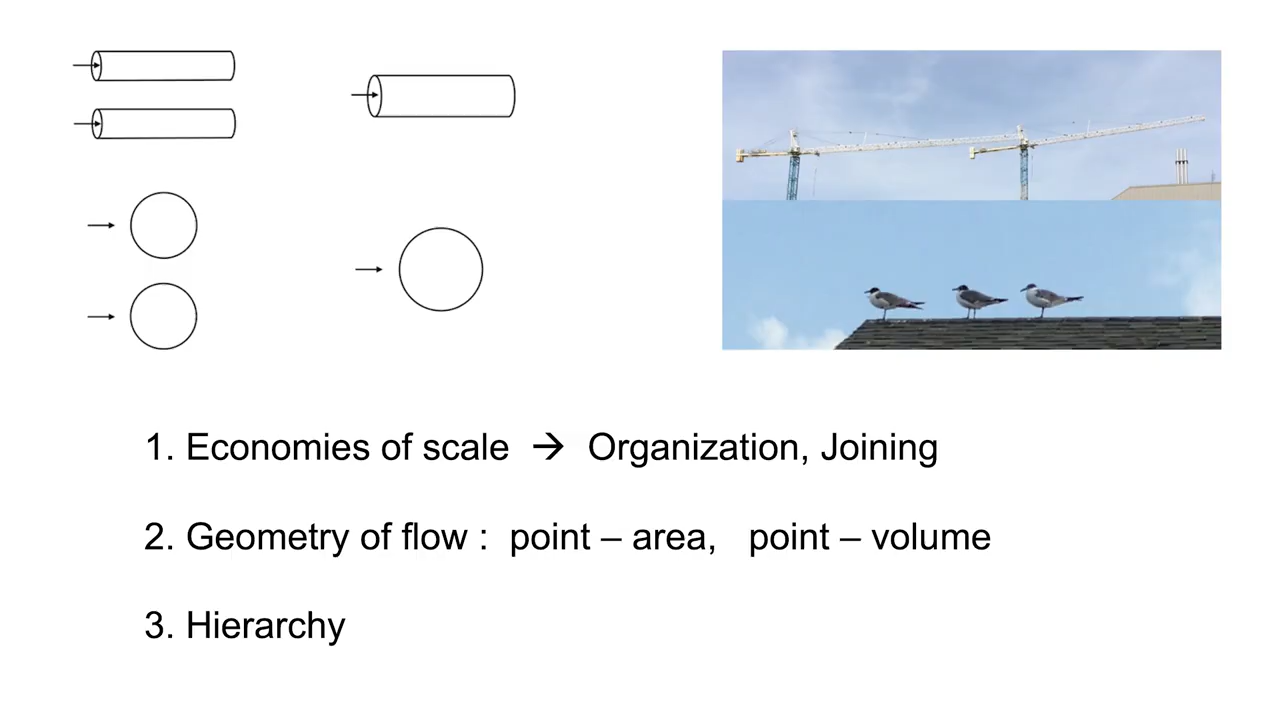 1. Economies of scale → Organization, Joining
2. Geometry of flow : point – area, point – volume
3. Hierarchy